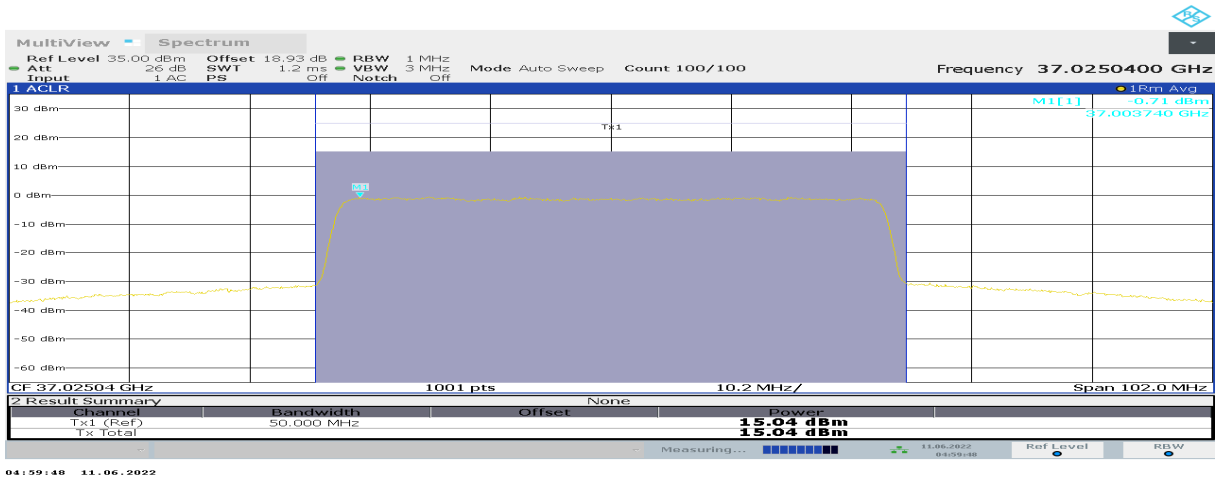 R&S
MultiView Spectrum
Ref Level 35.00 dBm Offset 18.93 dB RBW 1 MHz
Att 26 dB SWT 1.2 ms VBW 3 MHz Mode Auto Sweep Count 100/100 Frequency 37.0250400 GHz
Input 1 AC PS Off Notch Off
1 ACLR 1Rm Avg
M1[1] -0.71 dBm
37.003740 GHz
30 dBm
Tx1
20 dBm
10 dBm
M1
0 dBm
-10 dBm
-20 dBm
-30 dBm
-40 dBm
-50 dBm
-60 dBm
CF 37.02504 GHz 1001 pts 10.2 MHz/ Span 102.0 MHz
2 Result Summary None
Channel Bandwidth Offset Power
Tx1 (Ref) 50.000 MHz 15.04 dBm
Tx Total 15.04 dBm
Measuring... 11.06.2022 Ref Level RBW
04:59:48
04:59:48 11.06.2022